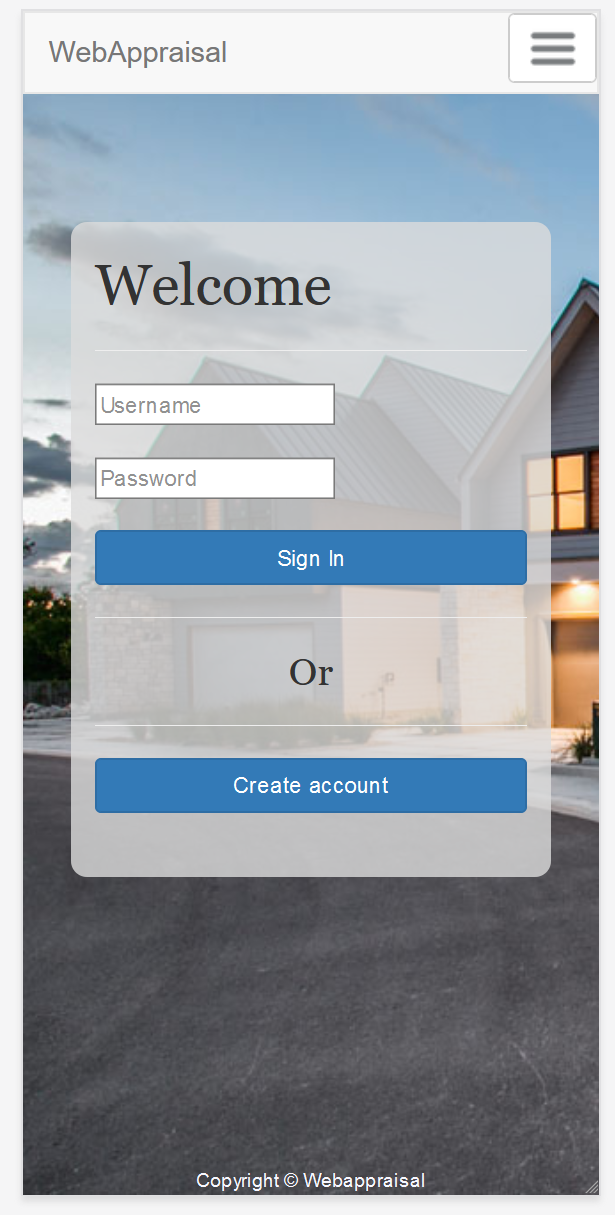 WebAppraisal
Welcome
Username
Password
Sign In
Or
Create account
Copyright © Webappraisal